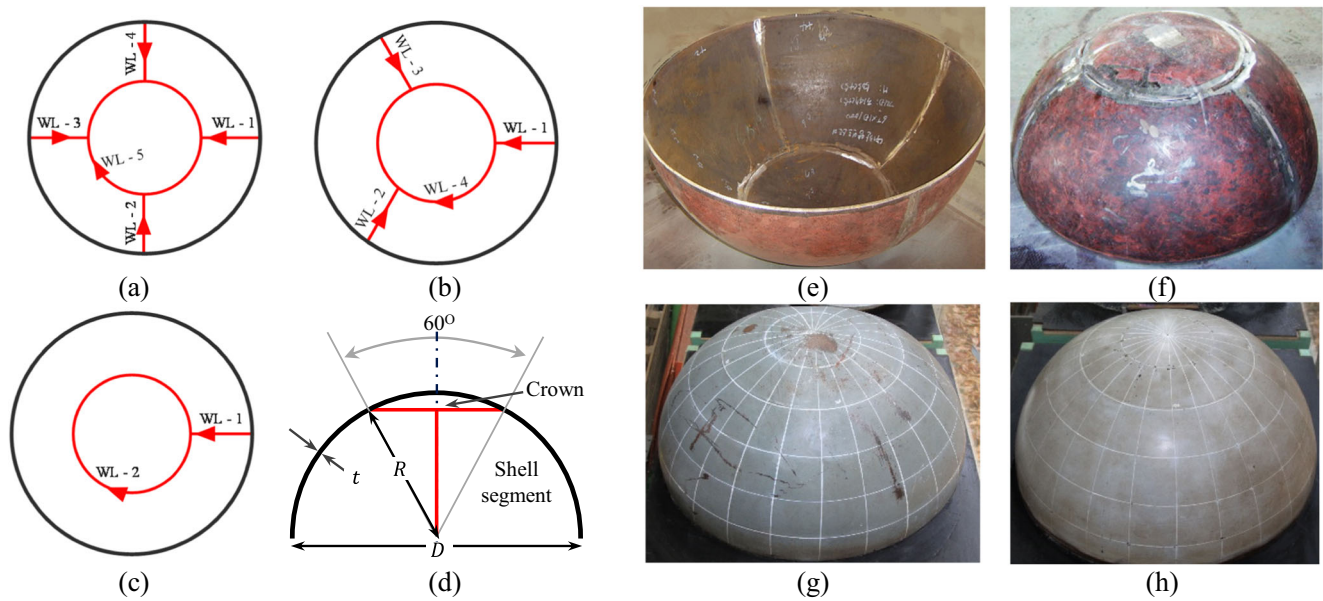 WL - 4
WL - 3
WL - 1
WL - 5
WL - 2
(a)
WL - 3
WL - 1
WL - 2
WL - 4
(b)
WL - 1
WL - 2
(c)
60O
Crown
t
R
Shell
segment
D
(d)
(e)
(f)
(g)
(h)